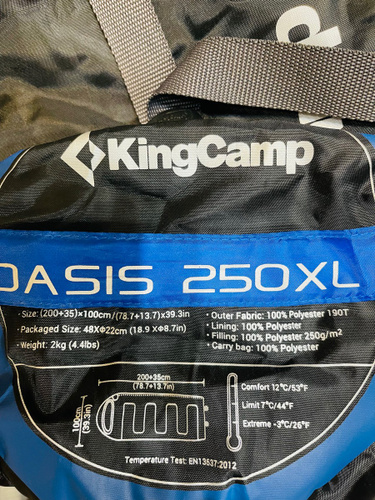 KingCamp
OASIS 250XL
• Size: (200+35)×100cm/(78.7+13.7)×39.3in
• Packaged Size: 48XΦ22cm (18.9 XΦ8.7in)
• Weight: 2kg (4.4lbs)
• Outer Fabric: 100% Polyester 190T
• Lining: 100% Polyester
• Filling: 100% Polyester 250g/m²
• Carry bag: 100% Polyester
200+35cm
(78.7+13.7in)
100cm
(39.3in)
Comfort 12°C/53°F
Limit 7°C/44°F
Extreme -3°C/26°F
Temperature Test: EN13537:2012